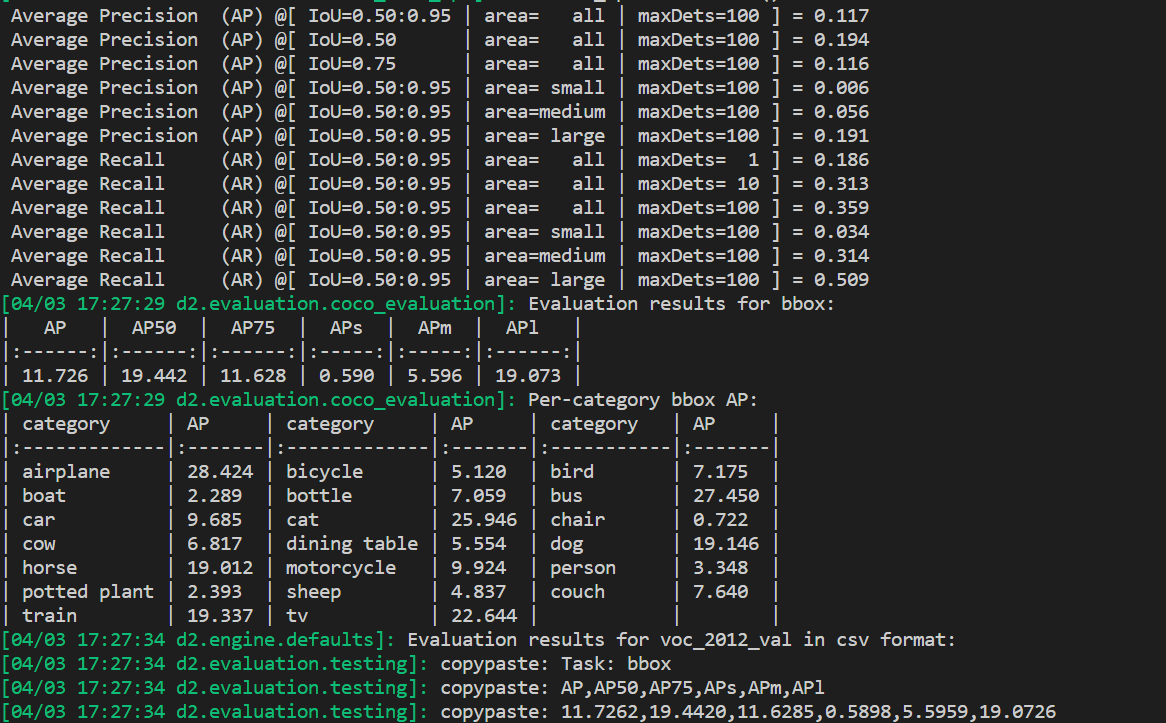 Average Precision  (AP) @[ IoU=0.50:0.95 | area=   all | maxDets=100 ] = 0.117
Average Precision  (AP) @[ IoU=0.50      | area=   all | maxDets=100 ] = 0.194
Average Precision  (AP) @[ IoU=0.75      | area=   all | maxDets=100 ] = 0.116
Average Precision  (AP) @[ IoU=0.50:0.95 | area= small | maxDets=100 ] = 0.006
Average Precision  (AP) @[ IoU=0.50:0.95 | area=medium | maxDets=100 ] = 0.056
Average Precision  (AP) @[ IoU=0.50:0.95 | area= large | maxDets=100 ] = 0.191
Average Recall     (AR) @[ IoU=0.50:0.95 | area=   all | maxDets=  1 ] = 0.186
Average Recall     (AR) @[ IoU=0.50:0.95 | area=   all | maxDets= 10 ] = 0.313
Average Recall     (AR) @[ IoU=0.50:0.95 | area=   all | maxDets=100 ] = 0.359
Average Recall     (AR) @[ IoU=0.50:0.95 | area= small | maxDets=100 ] = 0.034
Average Recall     (AR) @[ IoU=0.50:0.95 | area=medium | maxDets=100 ] = 0.314
Average Recall     (AR) @[ IoU=0.50:0.95 | area= large | maxDets=100 ] = 0.509
[04/03 17:27:29 d2.evaluation.coco_evaluation]: Evaluation results for bbox:
|   AP   |  AP50  |  AP75  |  APs  |  APm  |  APl   |
|:------:|:------:|:------:|:-----:|:-----:|:------:|
| 11.726 | 19.442 | 11.628 | 0.590 | 5.596 | 19.073 |
[04/03 17:27:29 d2.evaluation.coco_evaluation]: Per-category bbox AP:
| category     | AP     | category     | AP     | category   | AP     |
|:-------------|:-------|:-------------|:-------|:-----------|:-------|
| airplane     | 28.424 | bicycle      | 5.120  | bird       | 7.175  |
| boat         | 2.289  | bottle       | 7.059  | bus        | 27.450 |
| car          | 9.685  | cat          | 25.946 | chair      | 0.722  |
| cow          | 6.817  | dining table | 5.554  | dog        | 19.146 |
| horse        | 19.012 | motorcycle   | 9.924  | person     | 3.348  |
| potted plant | 2.393  | sheep        | 4.837  | couch      | 7.640  |
| train        | 19.337 | tv           | 22.644 |            |        |
[04/03 17:27:34 d2.engine.defaults]: Evaluation results for voc_2012_val in csv format:
[04/03 17:27:34 d2.evaluation.testing]: copypaste: Task: bbox
[04/03 17:27:34 d2.evaluation.testing]: copypaste: AP,AP50,AP75,APs,APm,APl
[04/03 17:27:34 d2.evaluation.testing]: copypaste: 11.7262,19.4420,11.6285,0.5898,5.5959,19.0726